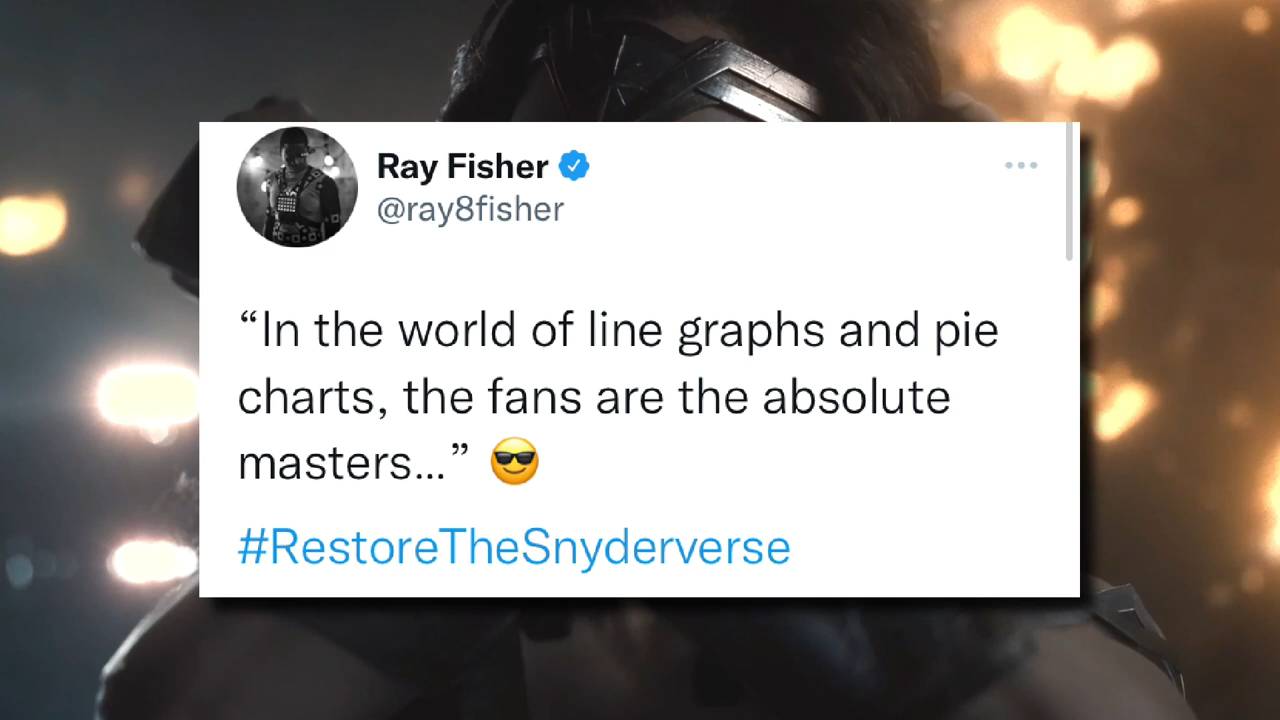 Ray Fisher
@ray8fisher
“In the world of line graphs and pie
charts, the fans are the absolute
masters...” 😎
#RestoreTheSnyderverse